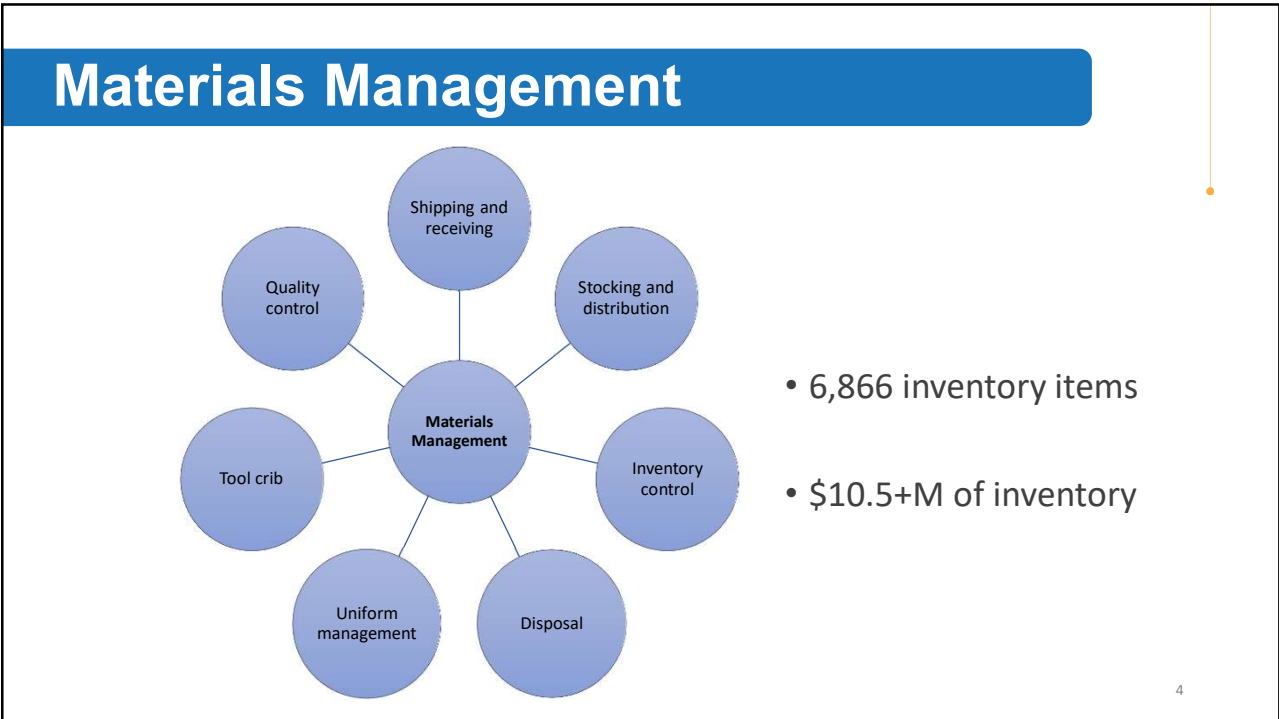 Materials Management
Shipping and
receiving
Stocking and
distribution
Inventory
control
Disposal
Uniform
management
Tool crib
Quality
control
Materials
Management
• 6,866 inventory items
• $10.5+M of inventory
4